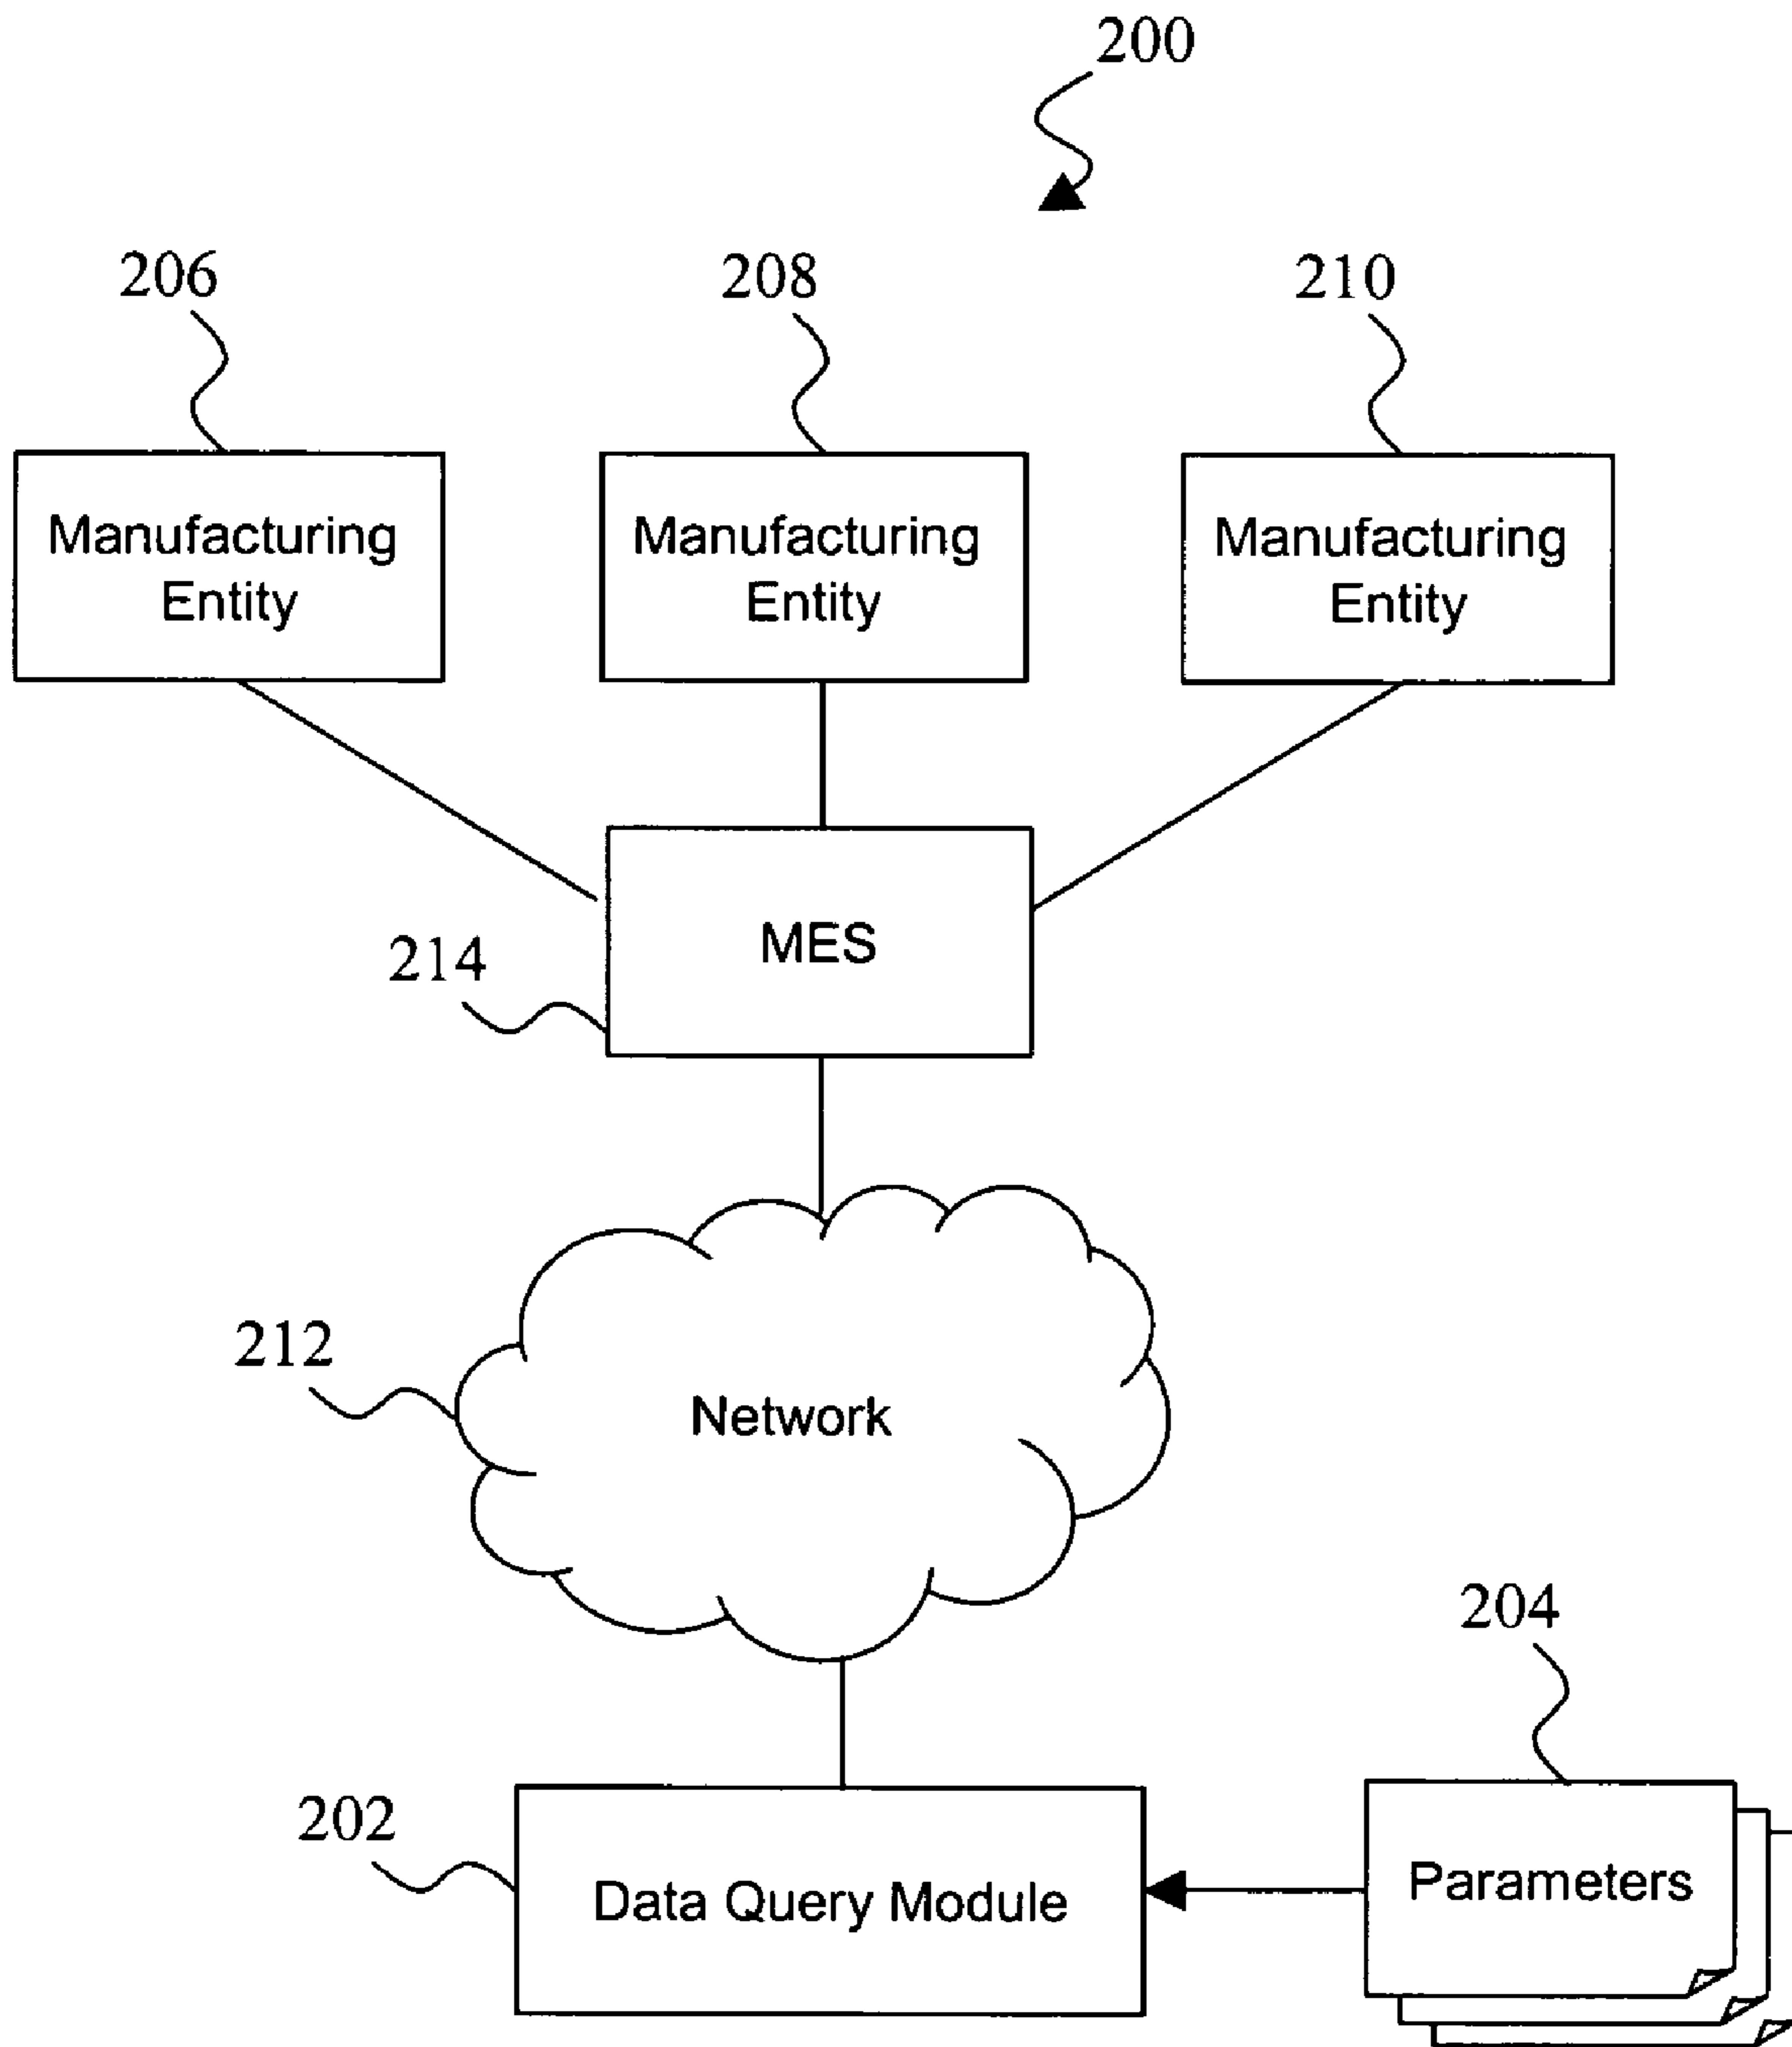 200
206
208
210
Manufacturing
Entity
Manufacturing
Entity
Manufacturing
Entity
MES
214
212
Network
204
202
Data Query Module
Parameters